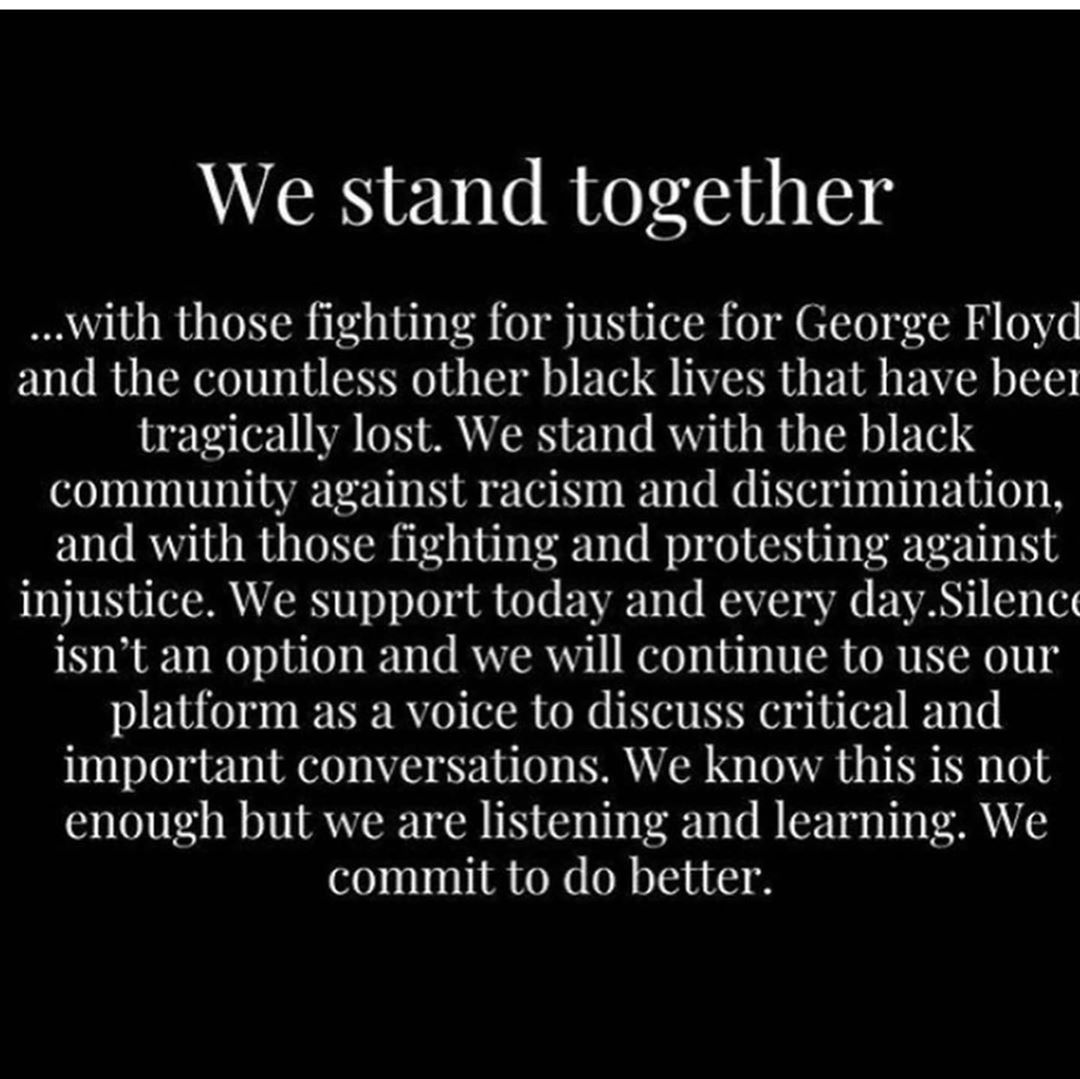 We stand together
...with those fighting for justice for George Floyd
and the countless other black lives that have been
tragically lost. We stand with the black
community against racism and discrimination,
and with those fighting and protesting against
injustice. We support today and every day.Silence
isn’t an option and we will continue to use our
platform as a voice to discuss critical and
important conversations. We know this is not
enough but we are listening and learning. We
commit to do better.